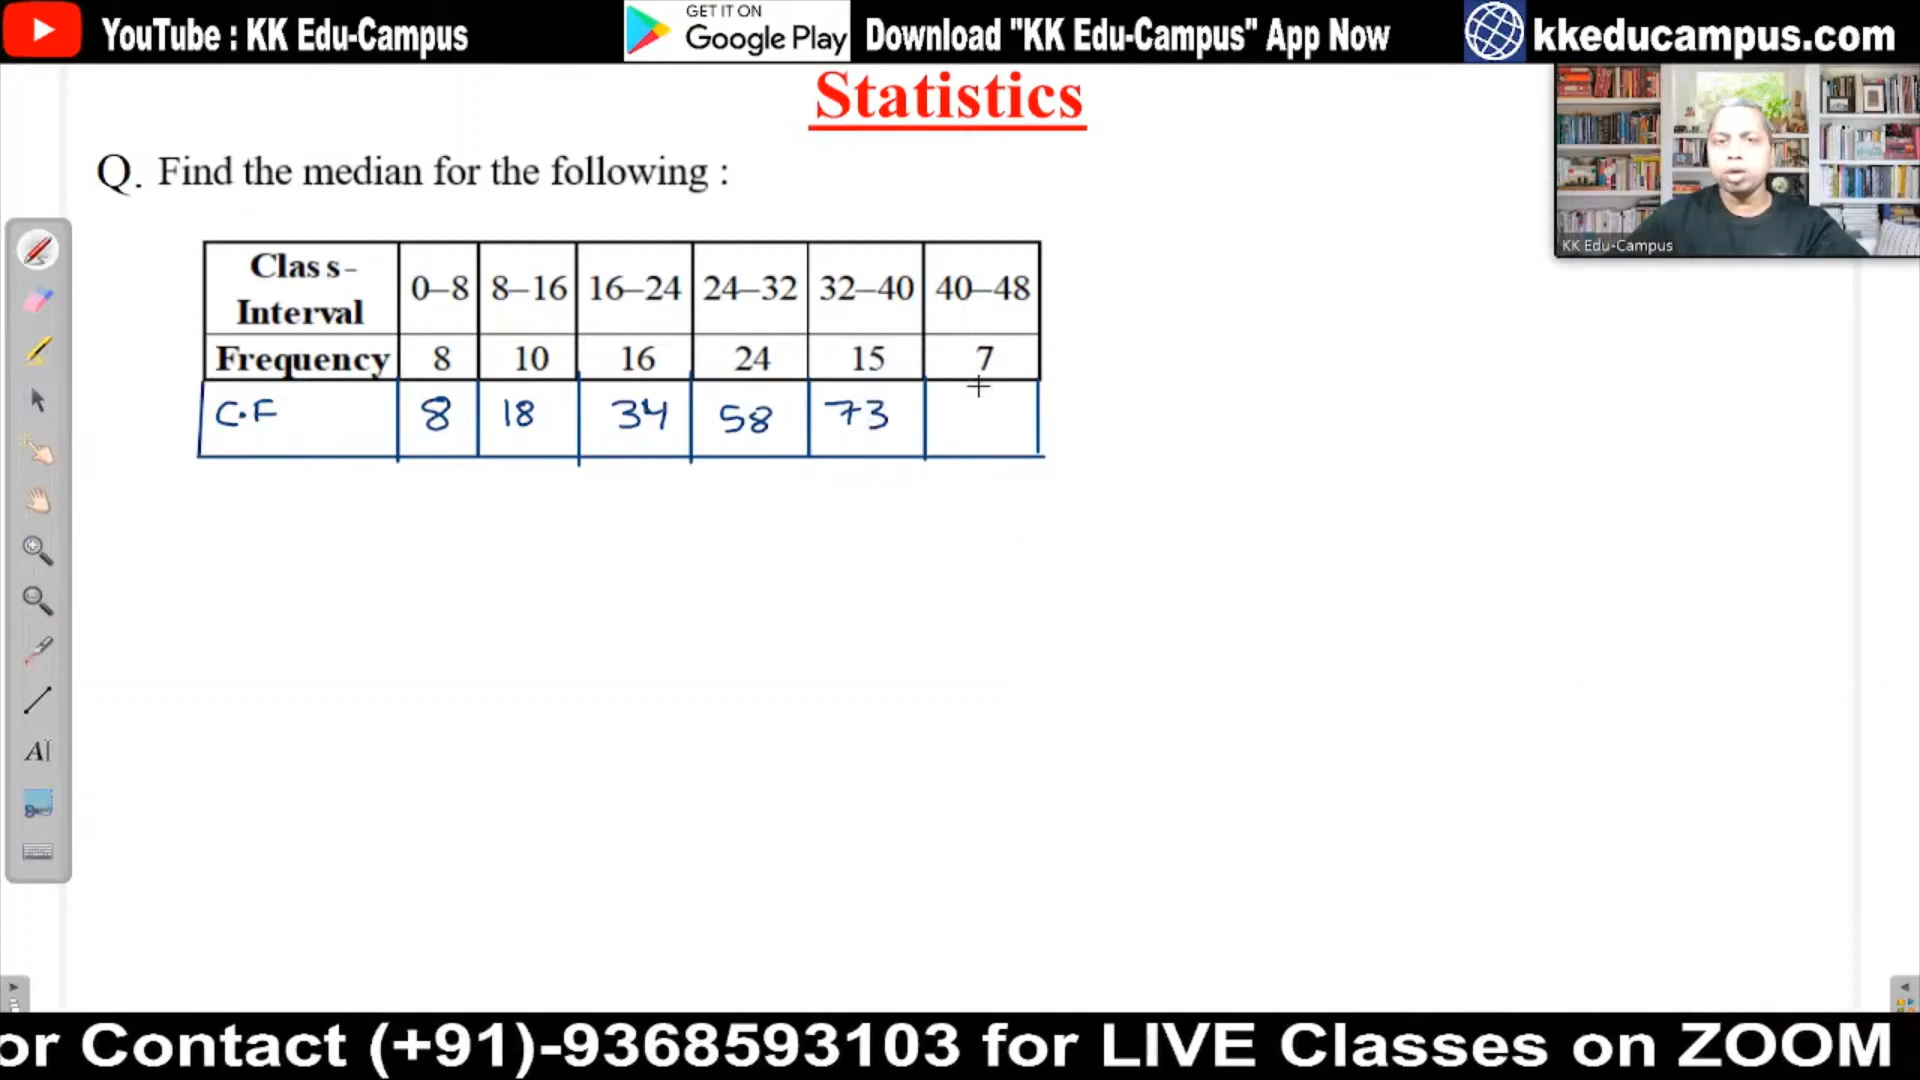 YouTube : KK Edu-Campus
GET IT ON
Google Play
Download "KK Edu-Campus" App Now
kkeducampus.com
Statistics
KK Edu-Campus
Q. Find the median for the following :
Class-Interval 0–8 8–16 16–24 24–32 32–40 40–48
Frequency 8 10 16 24 15 7
C.F 8 18 34 58 73
AI
or Contact (+91)-9368593103 for LIVE Classes on ZOOM